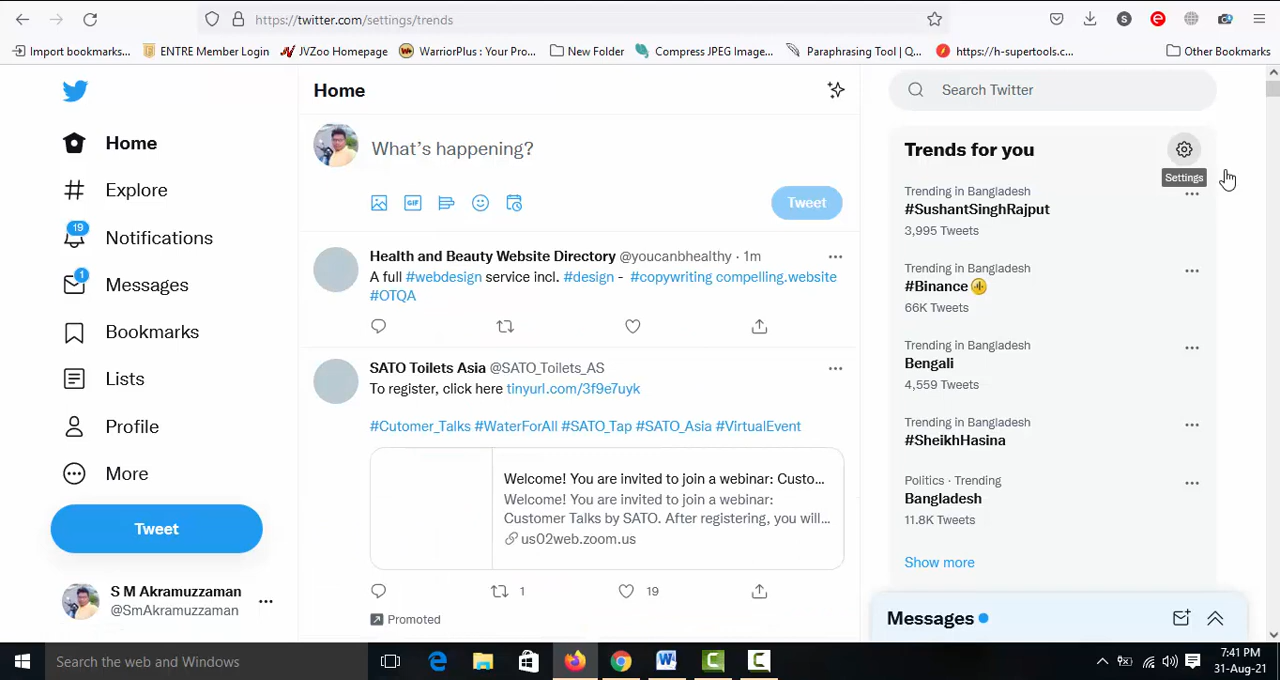 https://twitter.com/settings/trends
Import bookmarks...
ENTRE Member Login
JVZoo Homepage
WarriorPlus : Your Pro...
New Folder
Compress JPEG Image...
Paraphrasing Tool | Q...
https://h-supertools.c...
Other Bookmarks
Home
Explore
19
Notifications
1
Messages
Bookmarks
Lists
Profile
More
Tweet
S M Akramuzzaman
@SmAkramuzzaman
Home
What's happening?
GIF
Tweet
Health and Beauty Website Directory @youcanbhealthy · 1m
A full #webdesign service incl. #design - #copywriting compelling.website
#OTQA
SATO Toilets Asia @SATO_Toilets_AS
To register, click here tinyurl.com/3f9e7uyk
#Cutomer_Talks #WaterForAll #SATO_Tap #SATO_Asia #VirtualEvent
Welcome! You are invited to join a webinar: Custo...
Welcome! You are invited to join a webinar:
Customer Talks by SATO. After registering, you will...
us02web.zoom.us
1
19
Promoted
Search Twitter
Trends for you
Settings
Trending in Bangladesh
#SushantSinghRajput
3,995 Tweets
Trending in Bangladesh
#Binance
66K Tweets
Trending in Bangladesh
Bengali
4,559 Tweets
Trending in Bangladesh
#SheikhHasina
Politics · Trending
Bangladesh
11.8K Tweets
Show more
Messages
Search the web and Windows
7:41 PM
31-Aug-21